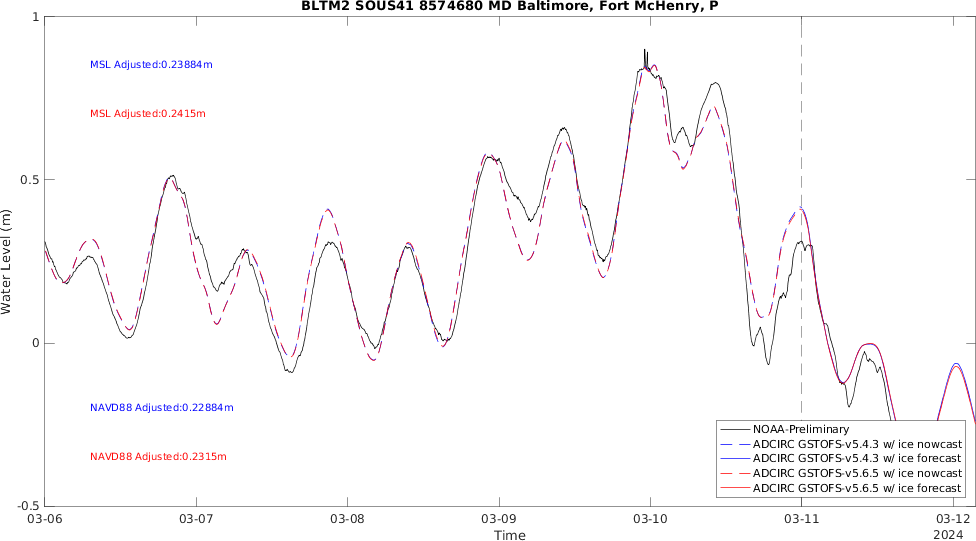 BLTM2 SOUS41 8574680 MD Baltimore, Fort McHenry, P
1
0.5
0
-0.5
Water Level (m)
MSL Adjusted:0.23884m
MSL Adjusted:0.2415m
NAVD88 Adjusted:0.22884m
NAVD88 Adjusted:0.2315m
NOAA-Preliminary
ADCIRC GSTOFS-v5.4.3 w/ ice nowcast
ADCIRC GSTOFS-v5.4.3 w/ ice forecast
ADCIRC GSTOFS-v5.6.5 w/ ice nowcast
ADCIRC GSTOFS-v5.6.5 w/ ice forecast
03-06 03-07 03-08 03-09 03-10 03-11 03-12
Time
2024